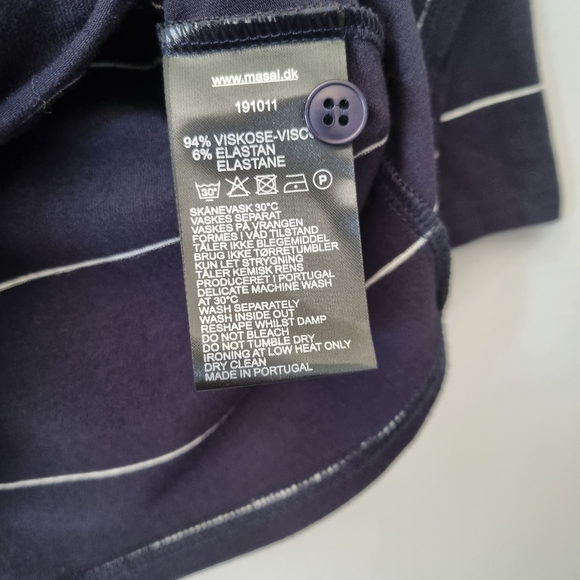 www.masai.dk
191011
94% VISKOSE-VISC
6% ELASTAN
ELASTANE
30° P
SKÅNEVASK 30°C
VASKES SEPARAT
VASKES PÅ VRANGEN
FORMES I VÅD TILSTAND
TÅLER IKKE BLEGEMIDDEL
BRUG IKKE TØRRETUMBLER
KUN LET STRYGNING
TÅLER KEMISK RENS
PRODUCERET I PORTUGAL
DELICATE MACHINE WASH
AT 30°C
WASH SEPARATELY
WASH INSIDE OUT
RESHAPE WHILST DAMP
DO NOT BLEACH
DO NOT TUMBLE DRY
IRONING AT LOW HEAT ONLY
DRY CLEAN
MADE IN PORTUGAL